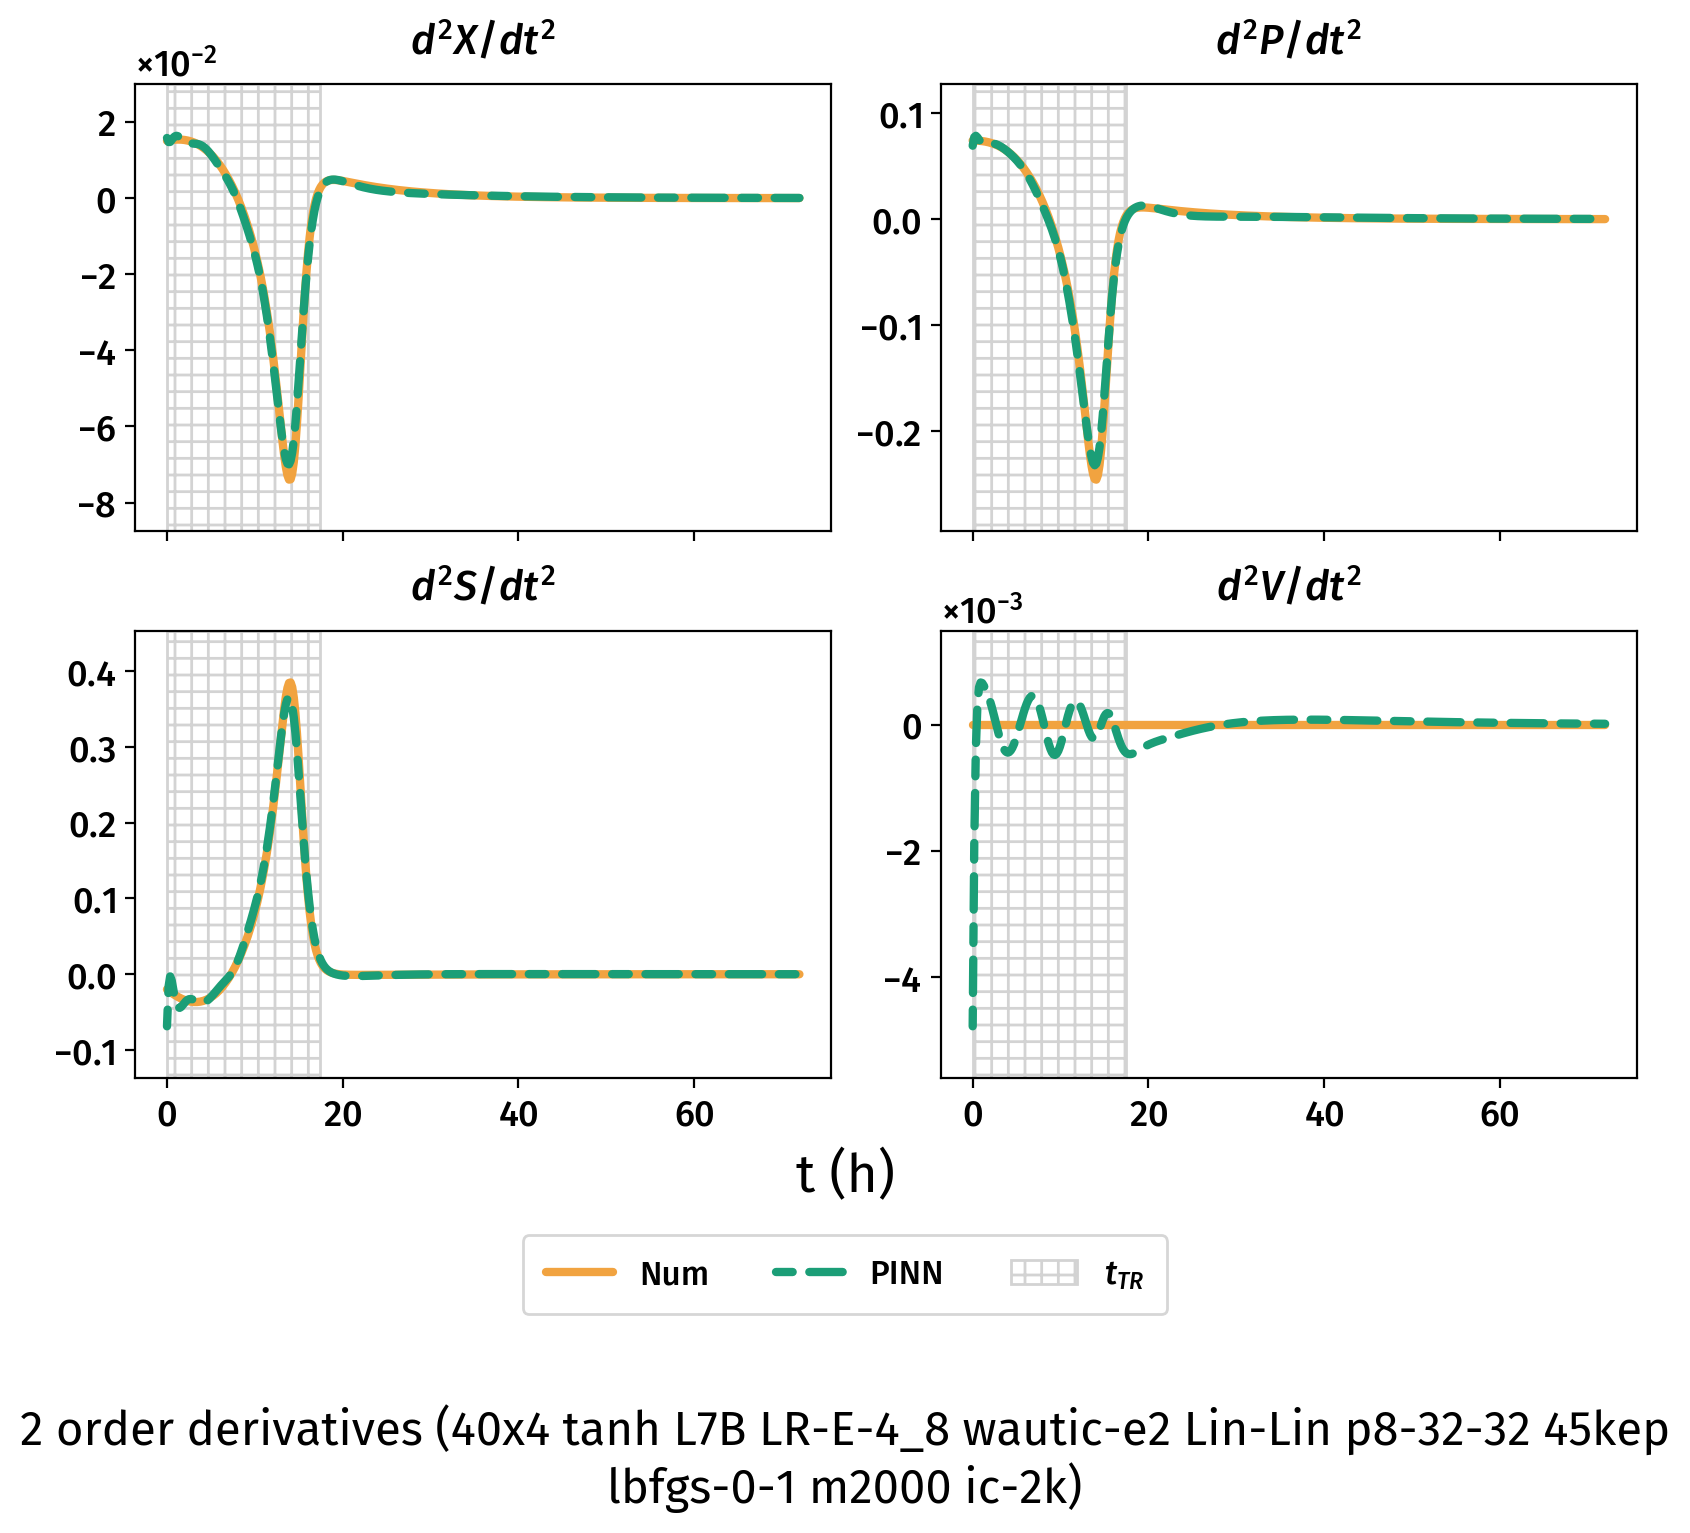 d²X/dt²
×10⁻²
2
0
−2
−4
−6
−8
d²P/dt²
0.1
0.0
−0.1
−0.2
d²S/dt²
0.4
0.3
0.2
0.1
0.0
−0.1
0 20 40 60
d²V/dt²
×10⁻³
0
−2
−4
0 20 40 60
t (h)
Num PINN t_TR
2 order derivatives (40x4 tanh L7B LR-E-4_8 wautic-e2 Lin-Lin p8-32-32 45kep
lbfgs-0-1 m2000 ic-2k)